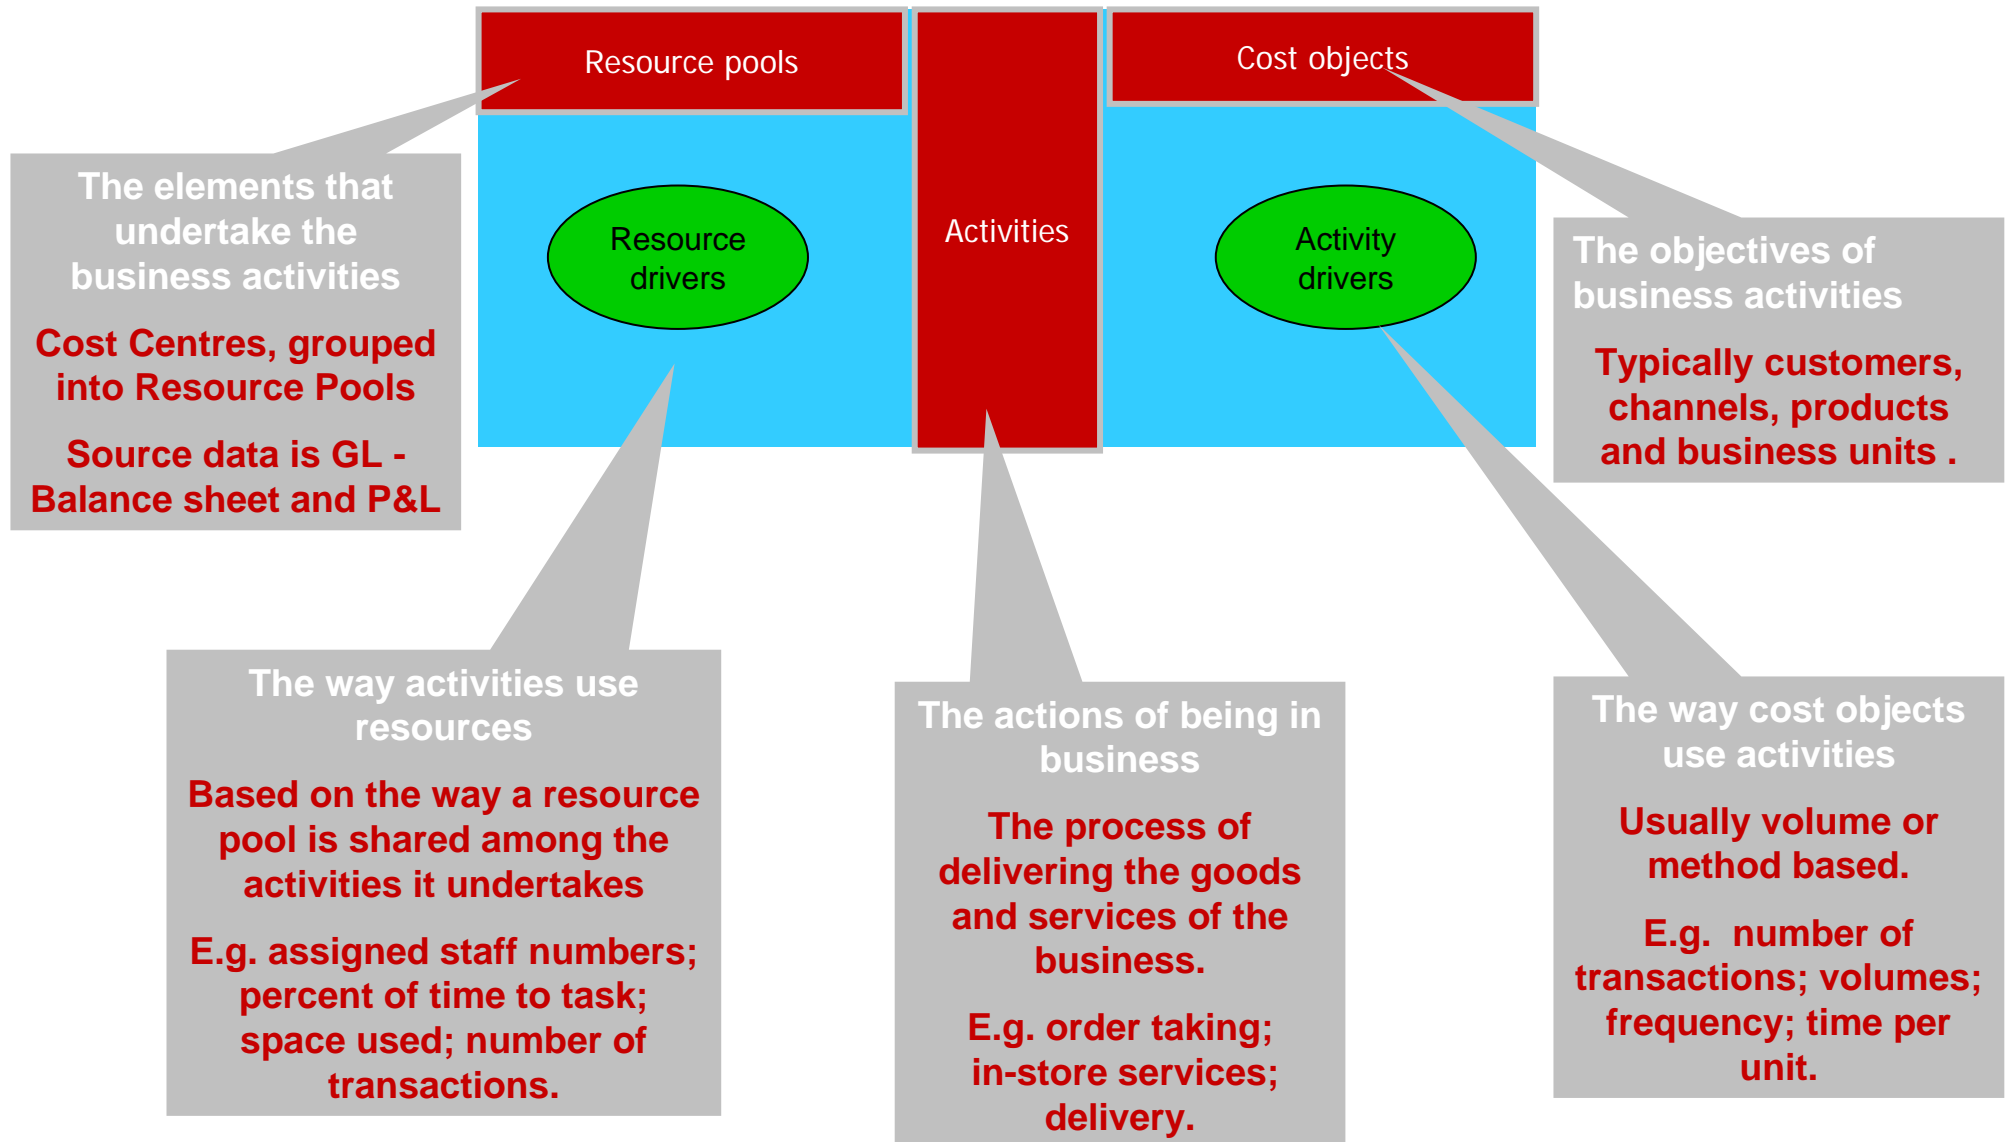 Resource pools
Activities
Cost objects
Resource
drivers
Activity
drivers
The elements that
undertake the
business activities
Cost Centres, grouped
into Resource Pools
Source data is GL -
Balance sheet and P&L
The objectives of
business activities
Typically customers,
channels, products
and business units .
The way activities use
resources
Based on the way a resource
pool is shared among the
activities it undertakes
E.g. assigned staff numbers;
percent of time to task;
space used; number of
transactions.
The actions of being in
business
The process of
delivering the goods
and services of the
business.
E.g. order taking;
in-store services;
delivery.
The way cost objects
use activities
Usually volume or
method based.
E.g.  number of
transactions; volumes;
frequency; time per
unit.